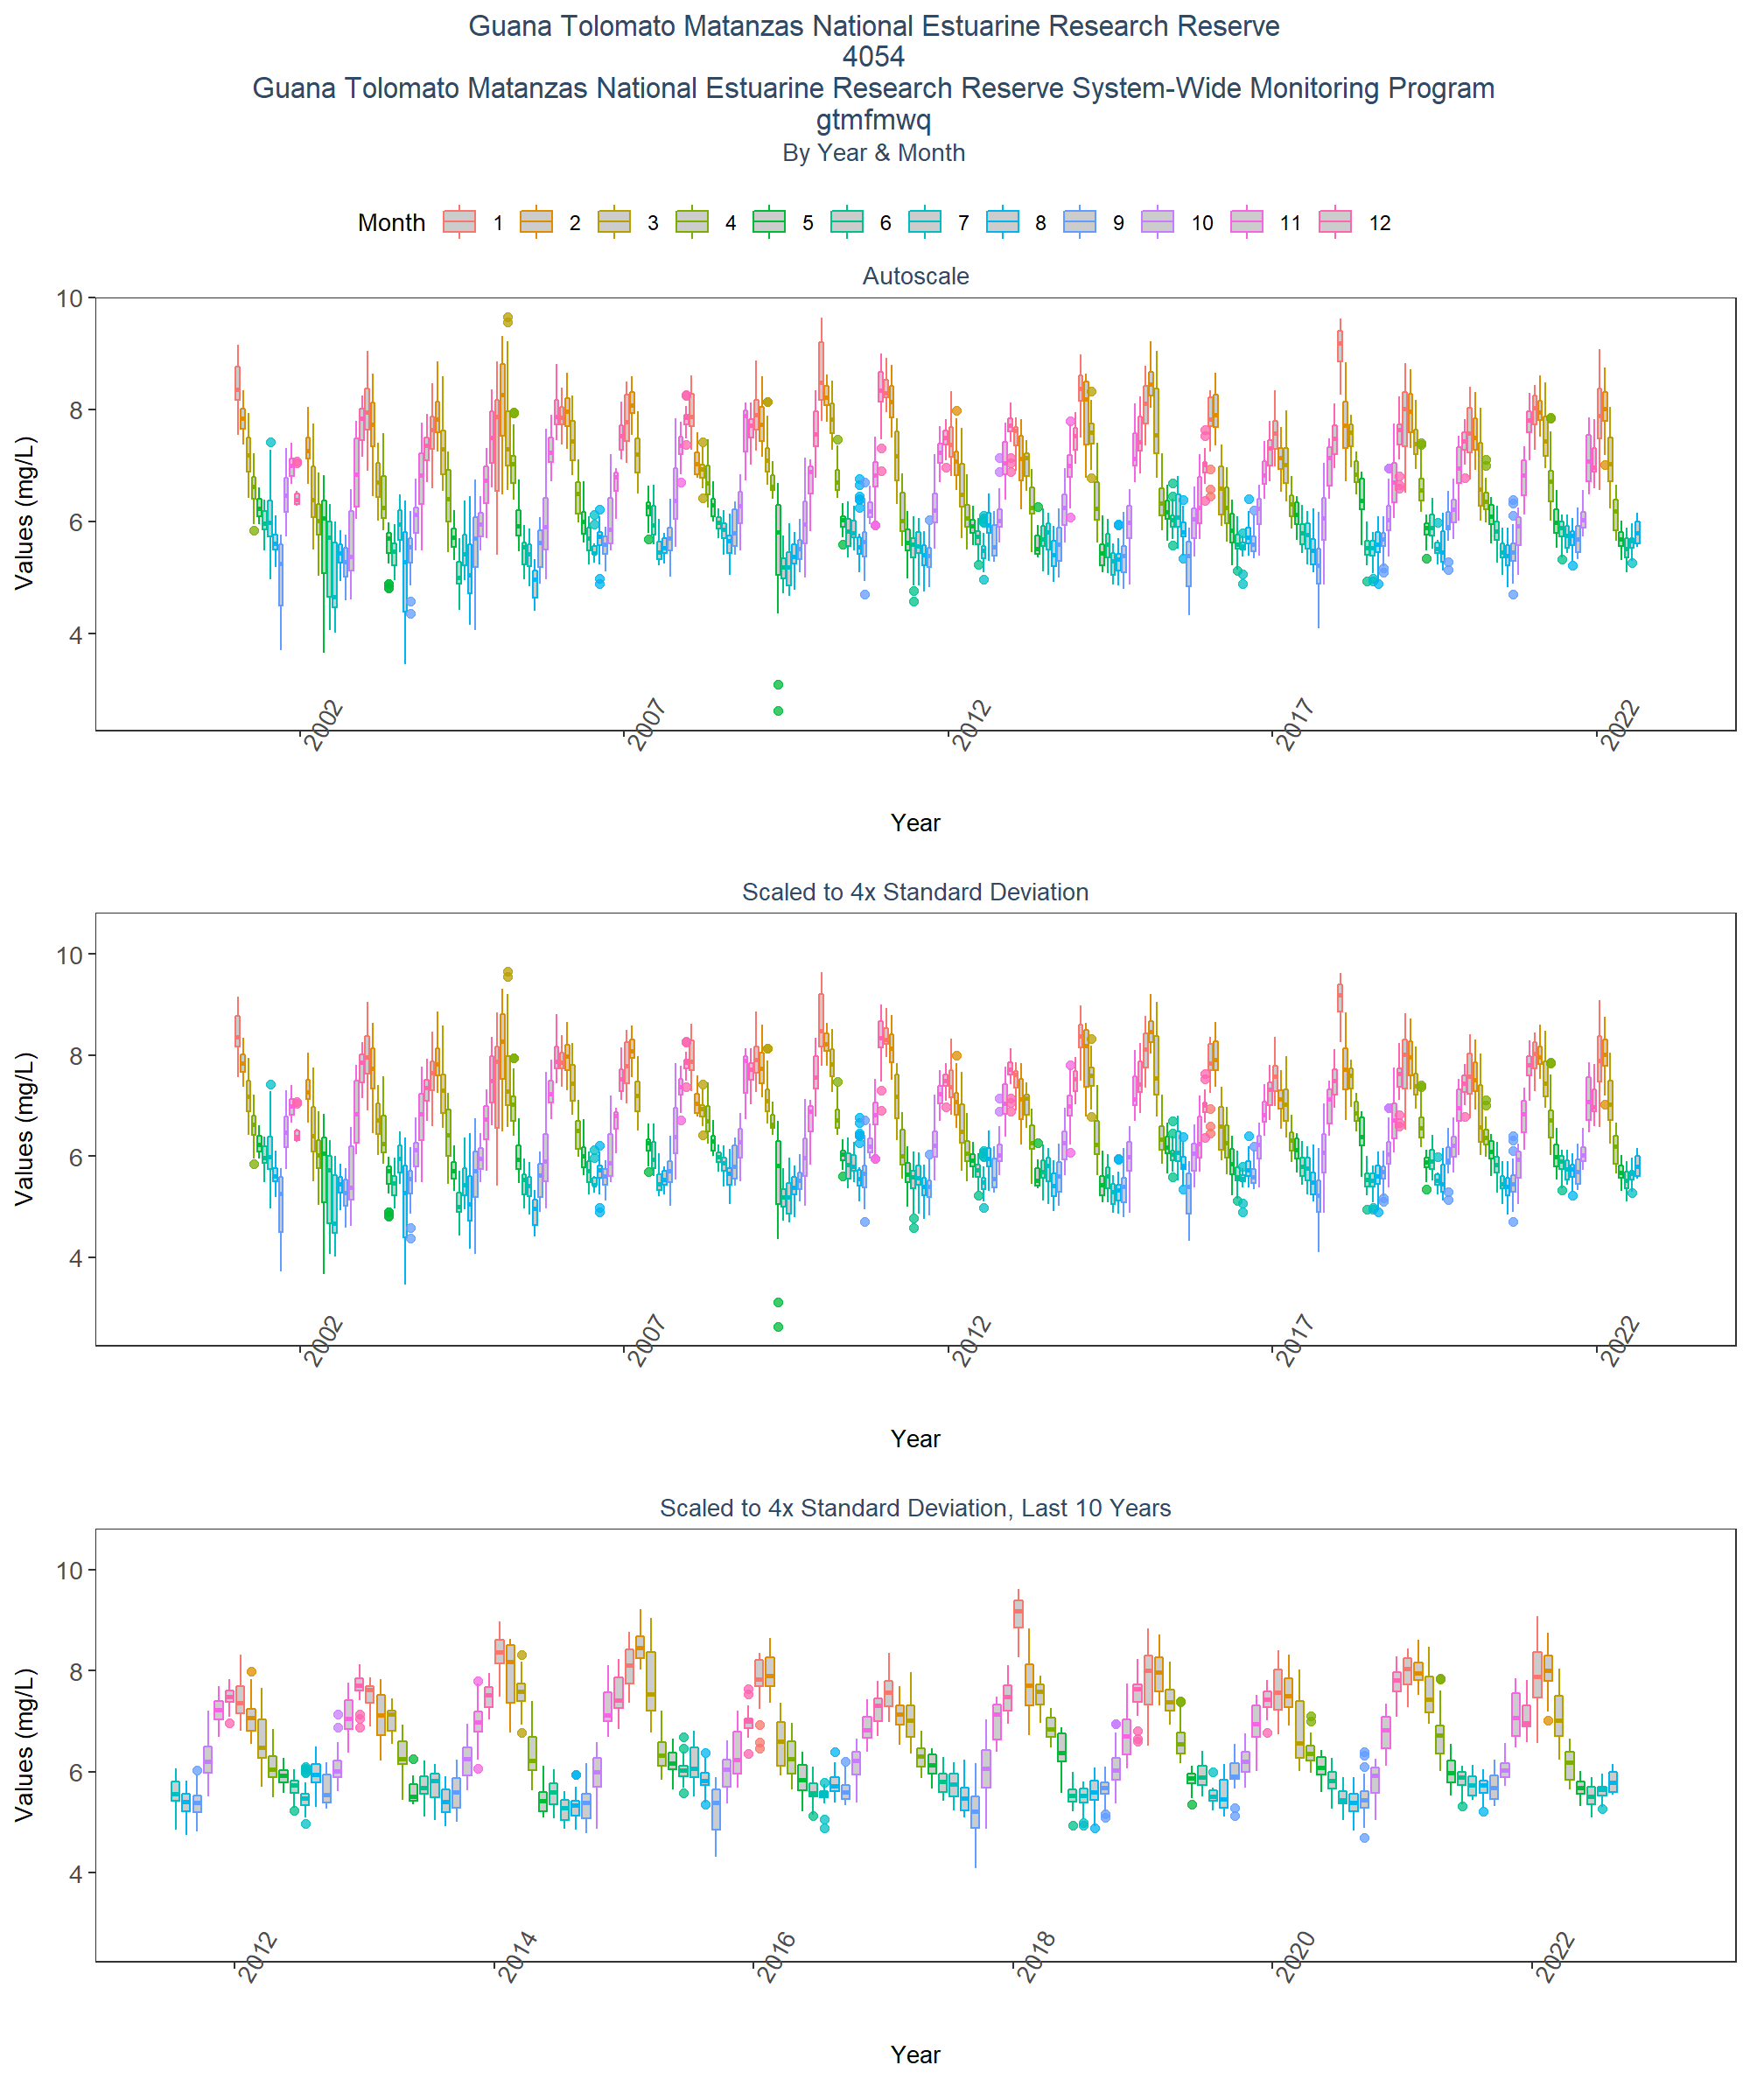 Guana Tolomato Matanzas National Estuarine Research Reserve
4054
Guana Tolomato Matanzas National Estuarine Research Reserve System-Wide Monitoring Program
gtmfmwq
By Year & Month
Month 1 2 3 4 5 6 7 8 9 10 11 12
Autoscale
Values (mg/L)
10
8
6
4
2002 2007 2012 2017 2022
Year
Scaled to 4x Standard Deviation
Values (mg/L)
10
8
6
4
2002 2007 2012 2017 2022
Year
Scaled to 4x Standard Deviation, Last 10 Years
Values (mg/L)
10
8
6
4
2012 2014 2016 2018 2020 2022
Year